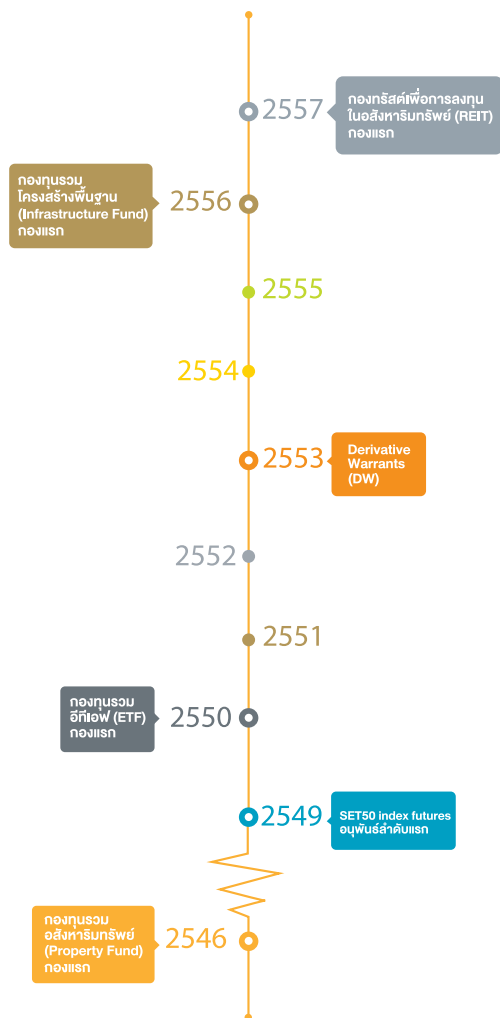 2557
กองทรัสต์เพื่อการลงทุน
ในอสังหาริมทรัพย์ (REIT)
กองแรก
กองทุนรวม
โครงสร้างพื้นฐาน
(Infrastructure Fund)
กองแรก
2556
2555
2554
2553
Derivative
Warrants
(DW)
2552
2551
กองทุนรวม
อีทีเอฟ (ETF)
กองแรก
2550
2549
SET50 index futures
อนุพันธ์ลำดับแรก
กองทุนรวม
อสังหาริมทรัพย์
(Property Fund)
กองแรก
2546